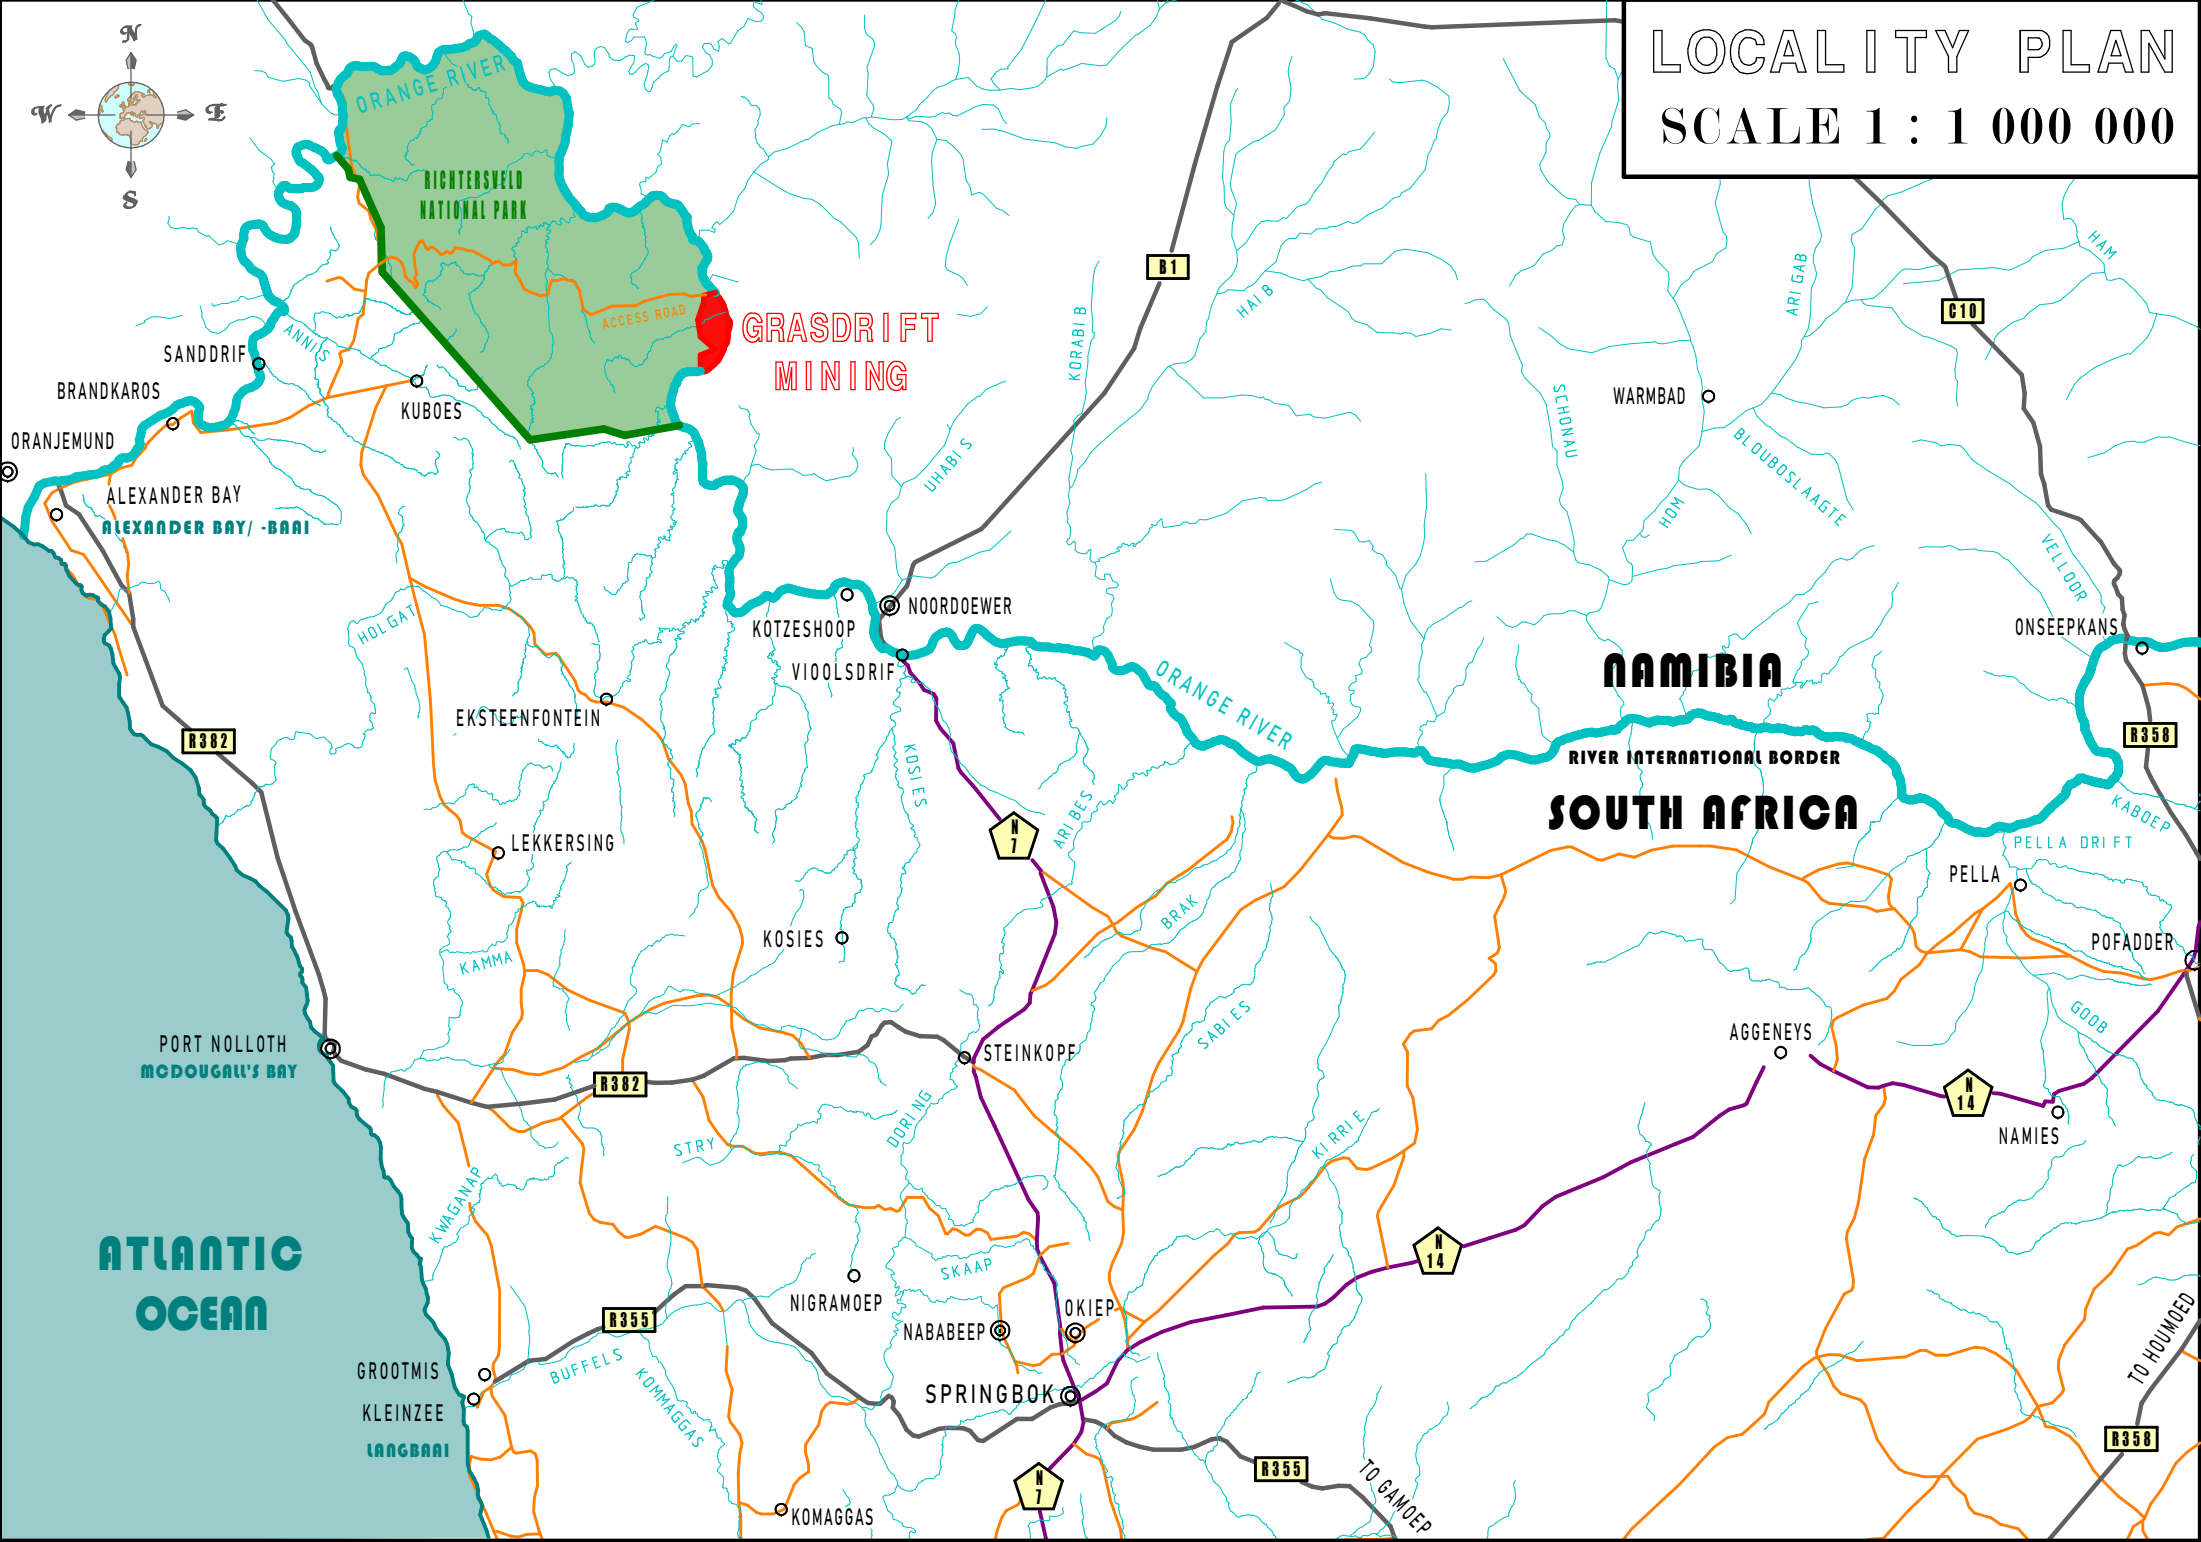 LOCALITY PLAN
SCALE 1 : 1 000 000
N
W
E
S
ORANGE RIVER
RICHTERSVELD
NATIONAL PARK
ACCESS ROAD
GRASDRIFT
MINING
B1
C10
HAM
ARIGAB
HAIB
KORABIB
ANNIS
SANDDRIF
BRANDKAROS
KUBOES
ORANJEMUND
ALEXANDER BAY
ALEXANDER BAY/ -BAAI
UHABIS
SCHONAU
WARMBAD
BLOUBOSLAAGTE
HOM
VELLOOR
HOLGAT
KOTZESHOOP
NOORDOEWER
VIOOLSDRIF
ONSEEPKANS
ORANGE RIVER
NAMIBIA
RIVER INTERNATIONAL BORDER
SOUTH AFRICA
EKSTEENFONTEIN
R382
R358
KOSIES
ARIBES
N
7
KABOEP
PELLA DRIFT
PELLA
LEKKERSING
KOSIES
BRAK
POFADDER
KAMMA
SABIES
GOOB
AGGENEYS
PORT NOLLOTH
MCDOUGALL'S BAY
STEINKOPF
R382
N
14
NAMIES
DORING
STRY
KIRRIE
KWAGANAP
ATLANTIC
OCEAN
SKAAP
N
14
NIGRAMOEP
OKIEP
NABABEEP
R355
BUFFELS
KOMMAGGAS
GROOTMIS
KLEINZEE
LANGBAAI
SPRINGBOK
TO HOUMOED
R358
R355
N
7
TO GAMOEP
KOMAGGAS